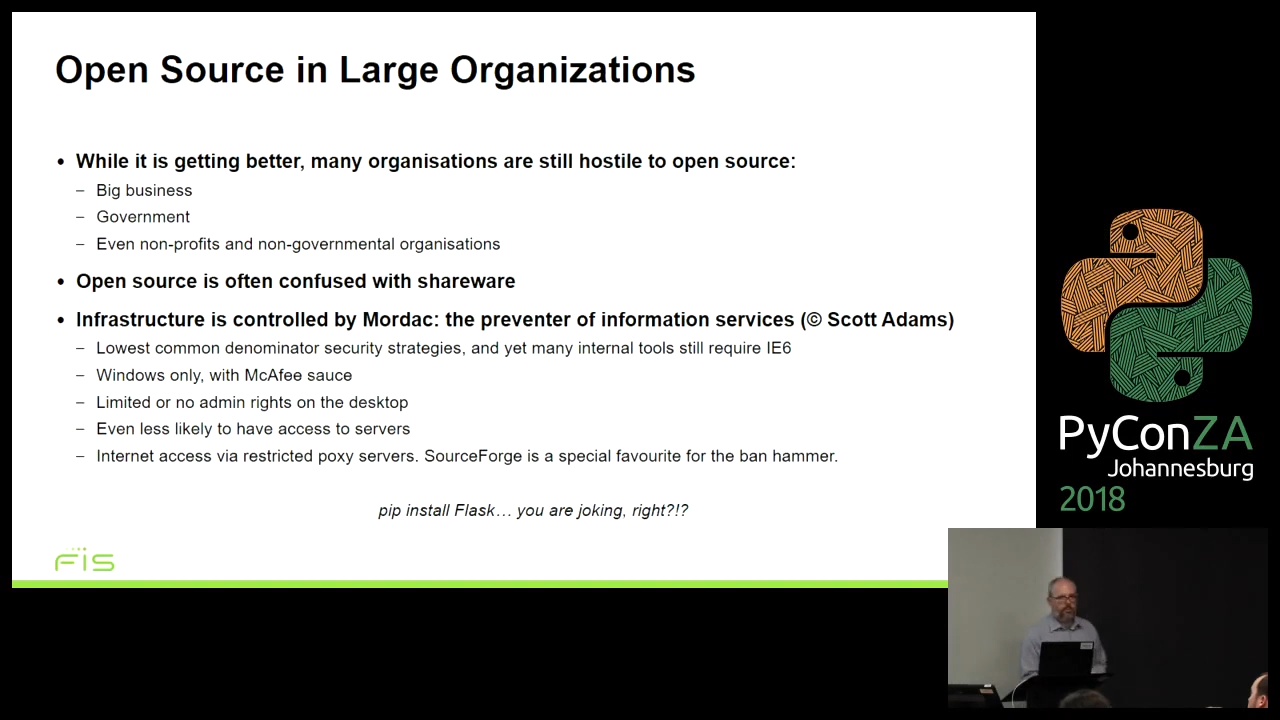 Open Source in Large Organizations
• While it is getting better, many organisations are still hostile to open source:
– Big business
– Government
– Even non-profits and non-governmental organisations
• Open source is often confused with shareware
• Infrastructure is controlled by Mordac: the preventer of information services (© Scott Adams)
– Lowest common denominator security strategies, and yet many internal tools still require IE6
– Windows only, with McAfee sauce
– Limited or no admin rights on the desktop
– Even less likely to have access to servers
– Internet access via restricted poxy servers. SourceForge is a special favourite for the ban hammer.
pip install Flask… you are joking, right?!?
FIS
PyConZA
Johannesburg
2018